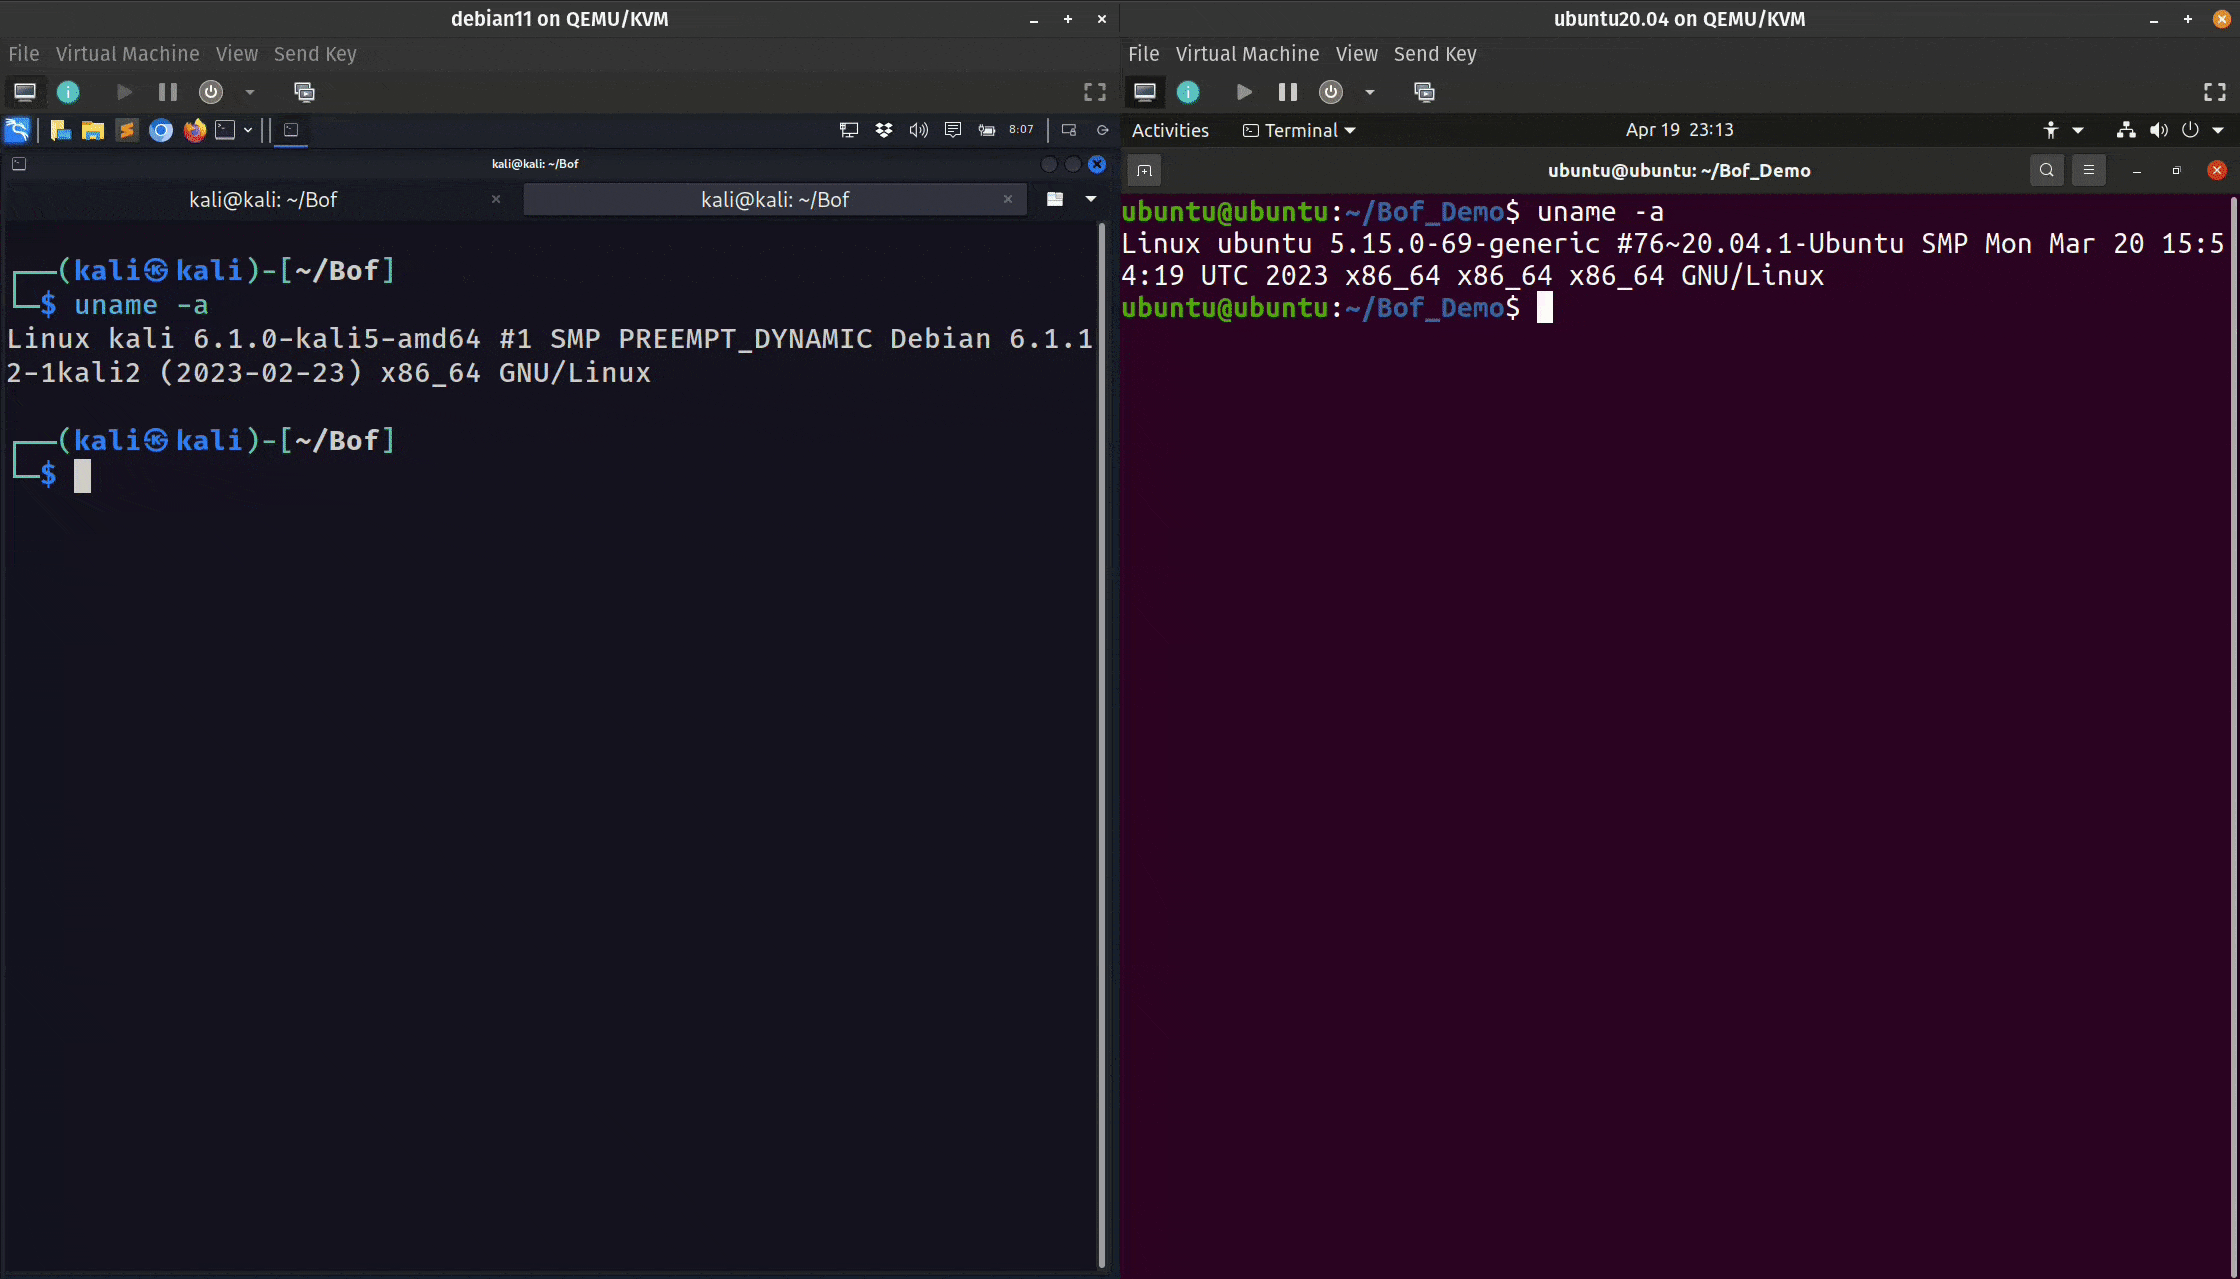 debian11 on QEMU/KVM
File Virtual Machine View Send Key
8:07
kali@kali: ~/Bof
kali@kali: ~/Bof
kali@kali: ~/Bof
┌──(kali㉿kali)-[~/Bof]
└─$ uname -a
Linux kali 6.1.0-kali5-amd64 #1 SMP PREEMPT_DYNAMIC Debian 6.1.1
2-1kali2 (2023-02-23) x86_64 GNU/Linux
┌──(kali㉿kali)-[~/Bof]
└─$
ubuntu20.04 on QEMU/KVM
File Virtual Machine View Send Key
Activities Terminal Apr 19 23:13
ubuntu@ubuntu: ~/Bof_Demo
ubuntu@ubuntu:~/Bof_Demo$ uname -a
Linux ubuntu 5.15.0-69-generic #76~20.04.1-Ubuntu SMP Mon Mar 20 15:5
4:19 UTC 2023 x86_64 x86_64 x86_64 GNU/Linux
ubuntu@ubuntu:~/Bof_Demo$